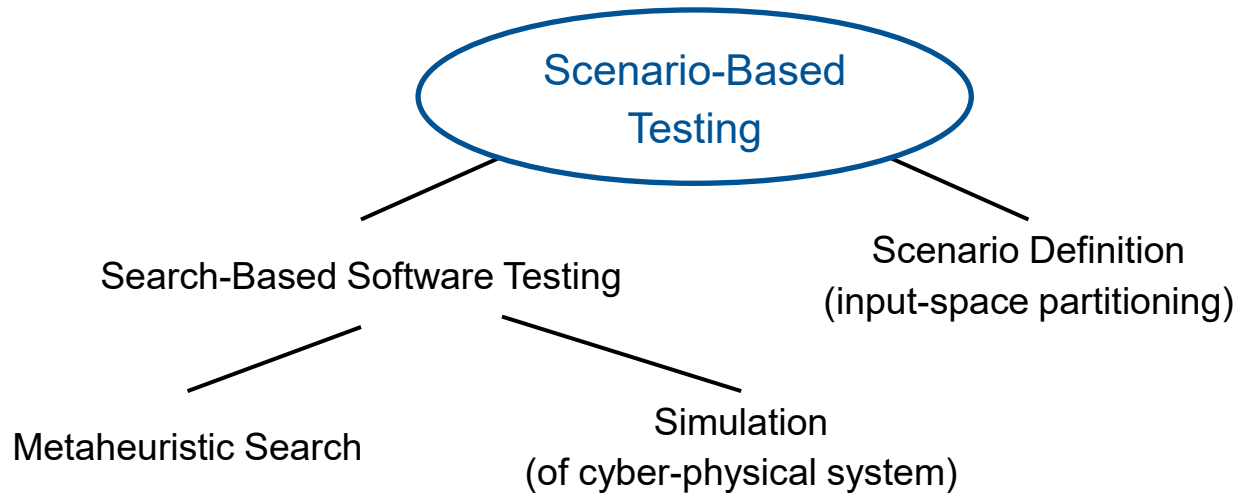 Scenario-Based
Testing
Search-Based Software Testing
Scenario Definition
(input-space partitioning)
Metaheuristic Search
Simulation
(of cyber-physical system)